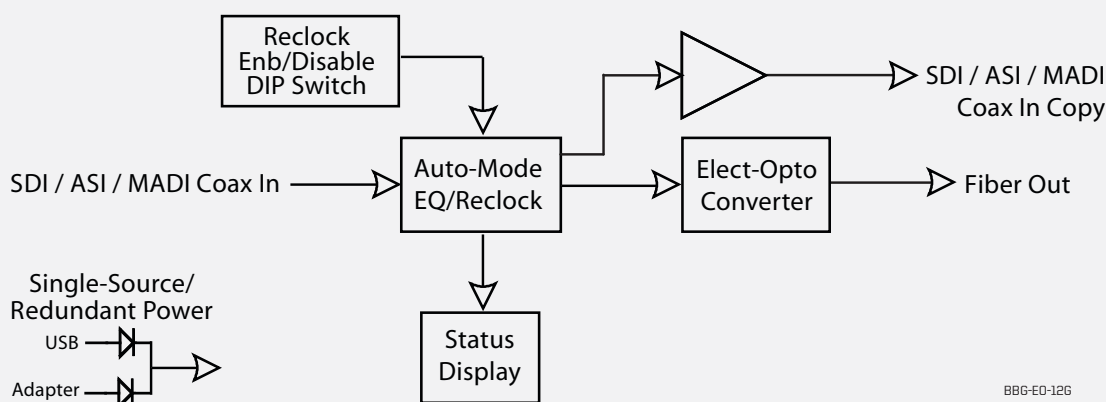 Reclock
Enb/Disable
DIP Switch
SDI / ASI / MADI
Coax In Copy
SDI / ASI / MADI Coax In
Auto-Mode
EQ/Reclock
Elect-Opto
Converter
Fiber Out
Single-Source/
Redundant Power
USB
Adapter
Status
Display
BBG-EO-12G